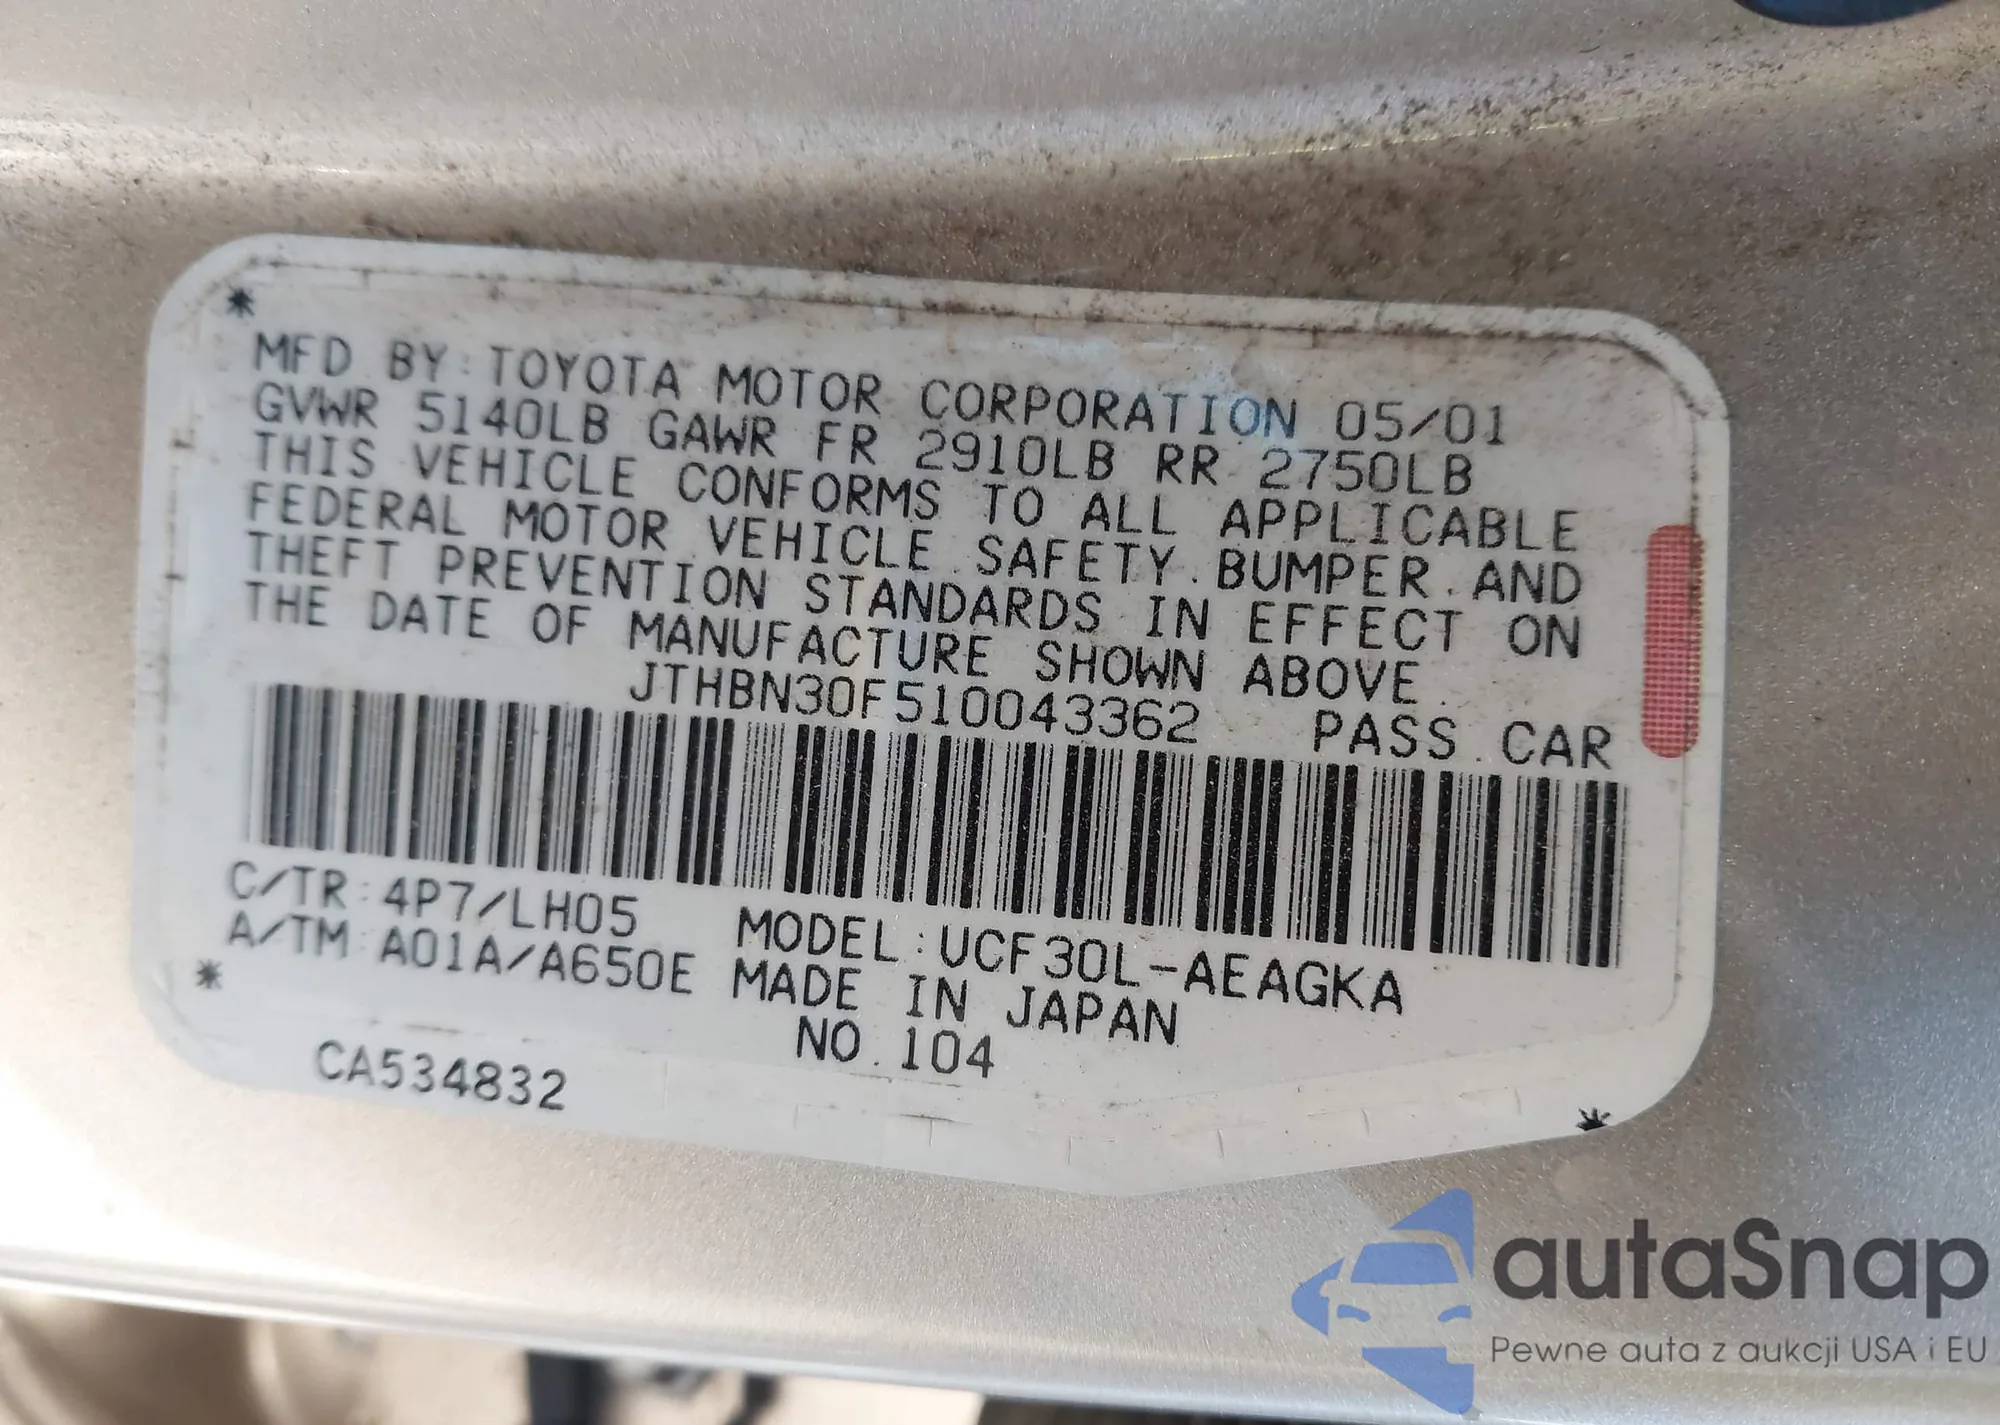 MFD BY:TOYOTA MOTOR CORPORATION 05/01
GVWR 5140LB GAWR FR 2910LB RR 2750LB
THIS VEHICLE CONFORMS TO ALL APPLICABLE
FEDERAL MOTOR VEHICLE SAFETY.BUMPER.AND
THEFT PREVENTION STANDARDS IN EFFECT ON
THE DATE OF MANUFACTURE SHOWN ABOVE.
JTHBN30F510043362 PASS.CAR
C/TR:4P7/LH05 MODEL:UCF30L-AEAGKA
A/TM:A01A/A650E MADE IN JAPAN
NO.104
CA534832
autaSnap
Pewne auta z aukcji USA i EU